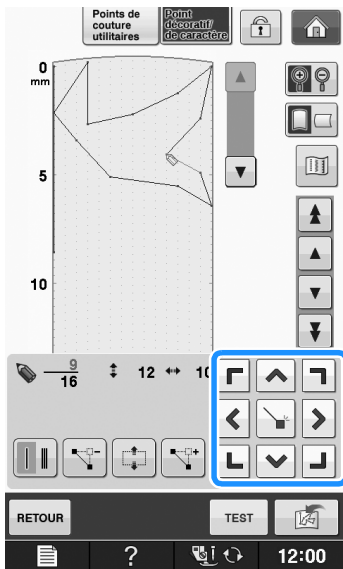 Points de
couture
utilitaires
Point
décoratif/
de caractère
0
mm
5
10
9
16
12
10
RETOUR
TEST
?
12:00